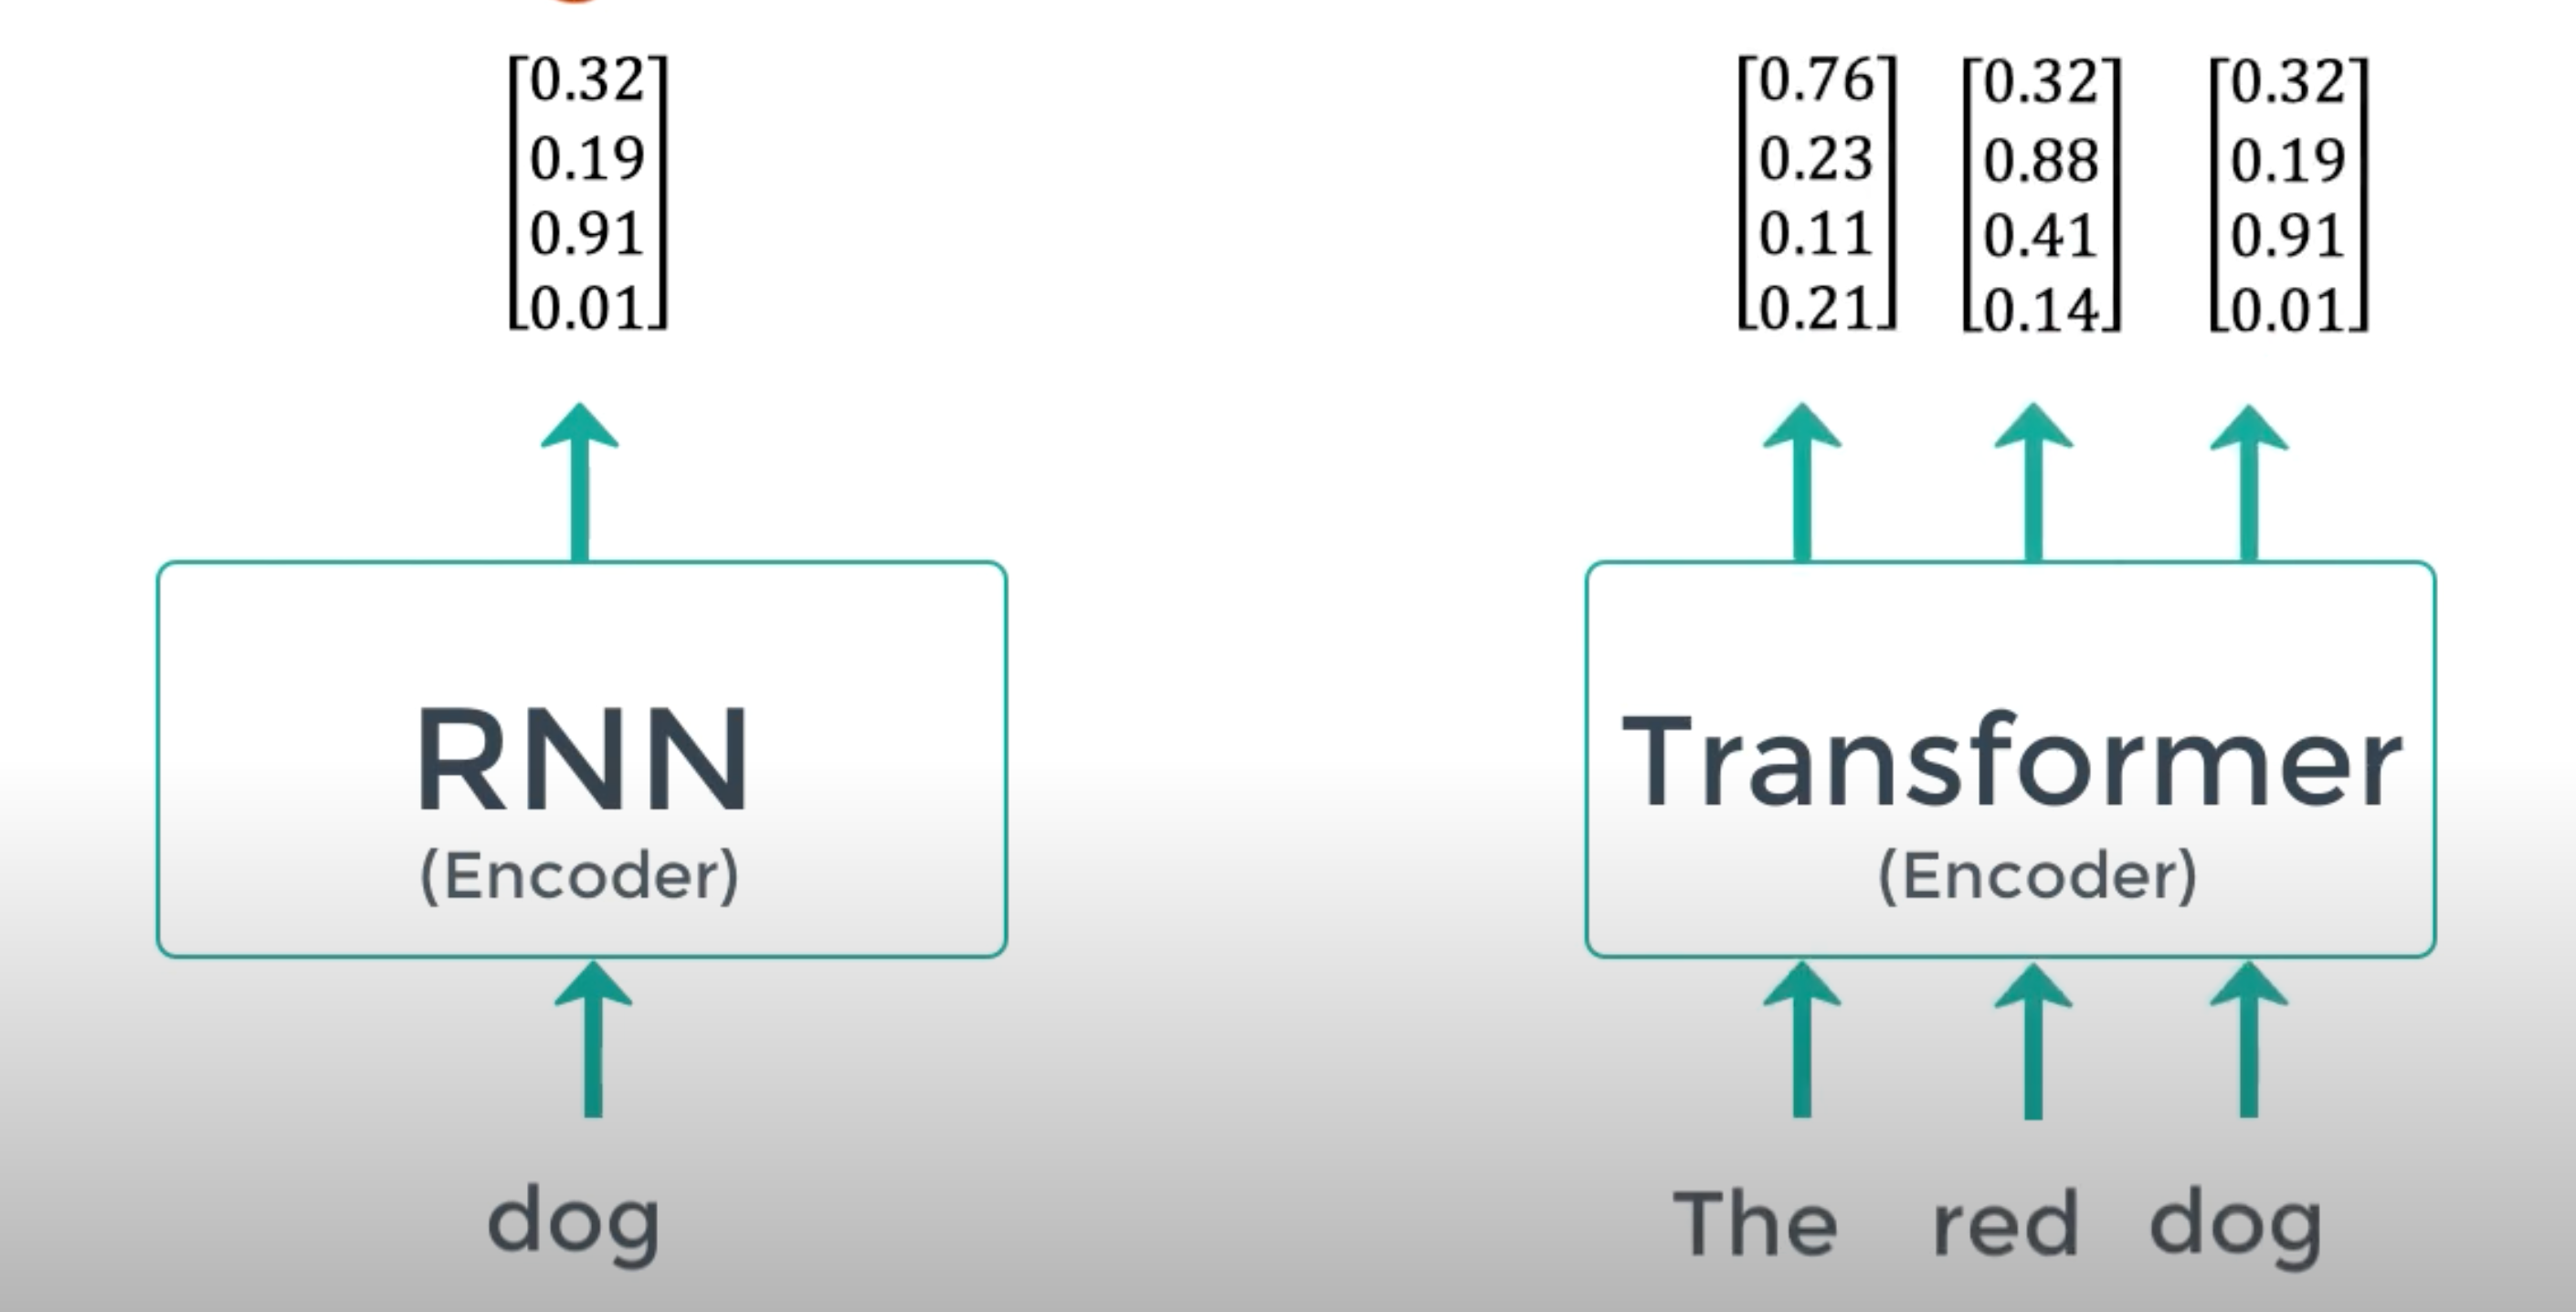 0.32
0.19
0.91
0.01
0.76 0.32 0.32
0.23 0.88 0.19
0.11 0.41 0.91
0.21 0.14 0.01
RNN
(Encoder)
Transformer
(Encoder)
dog
The red dog